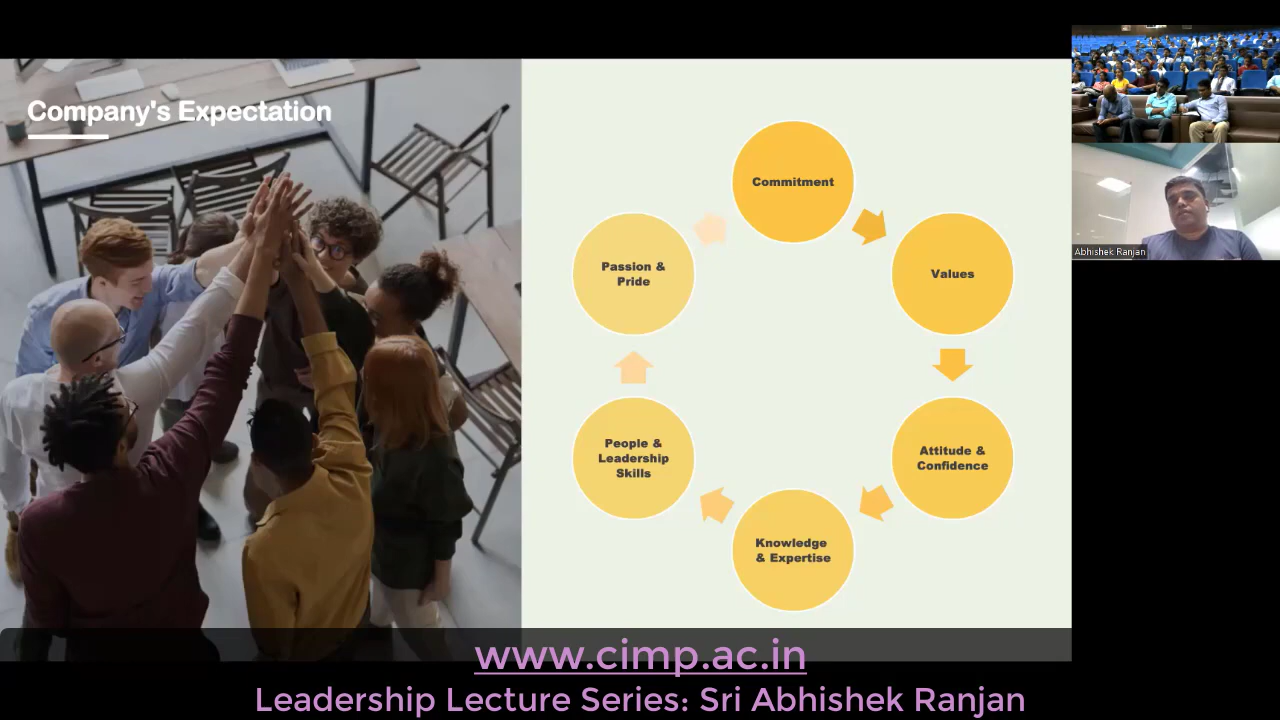 Company's Expectation
Commitment
Values
Attitude &
Confidence
Knowledge
& Expertise
People &
Leadership
Skills
Passion &
Pride
Abhishek Ranjan
www.cimp.ac.in
Leadership Lecture Series: Sri Abhishek Ranjan